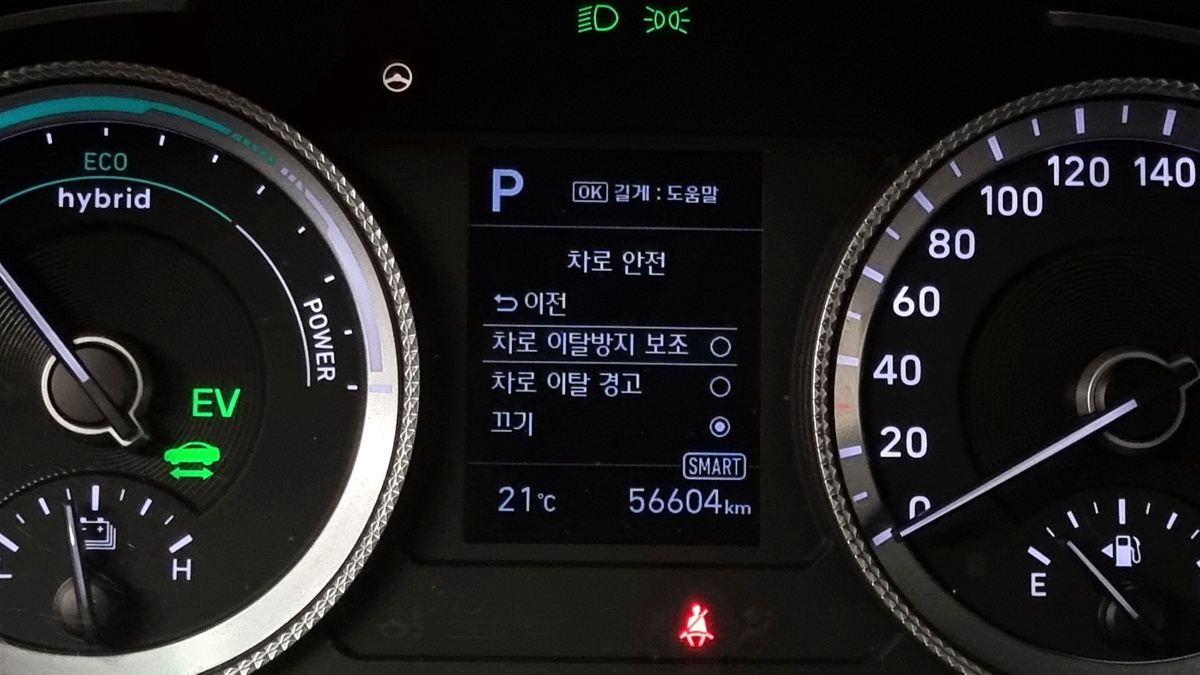 ECO
hybrid
POWER
EV
H
P
OK 길게 : 도움말
차로 안전
이전
차로 이탈방지 보조
차로 이탈 경고
끄기
SMART
21°C 56604km
140
120
100
80
60
40
20
0
E